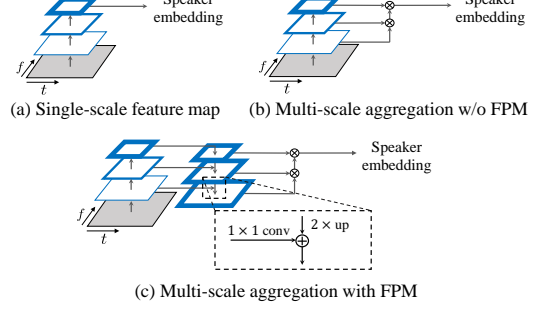 Speaker
embedding
Speaker
embedding
f
t
f
t
(a) Single-scale feature map
(b) Multi-scale aggregation w/o FPM
Speaker
embedding
f
t
1 × 1 conv
2 × up
(c) Multi-scale aggregation with FPM